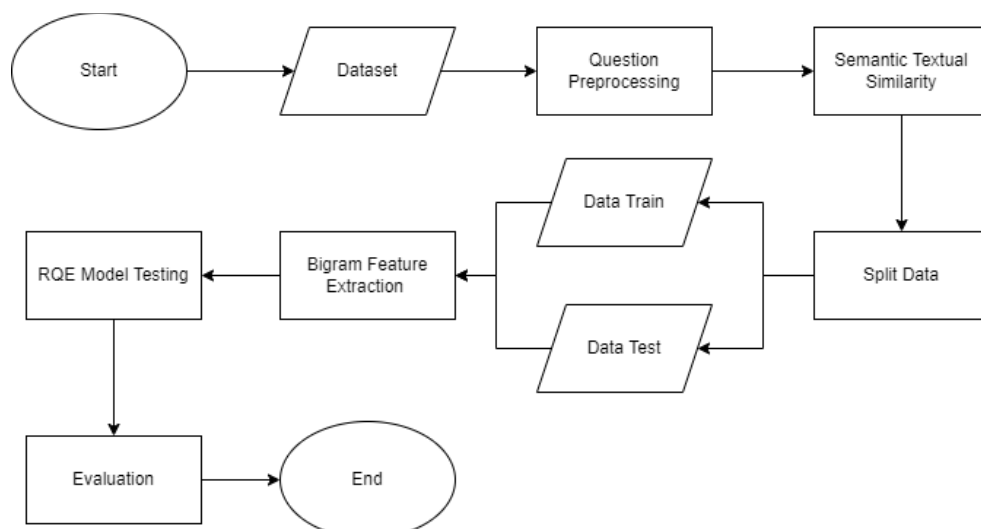 Start
Dataset
Question
Preprocessing
Semantic Textual
Similarity
Data Train
RQE Model Testing
Bigram Feature
Extraction
Split Data
Data Test
Evaluation
End